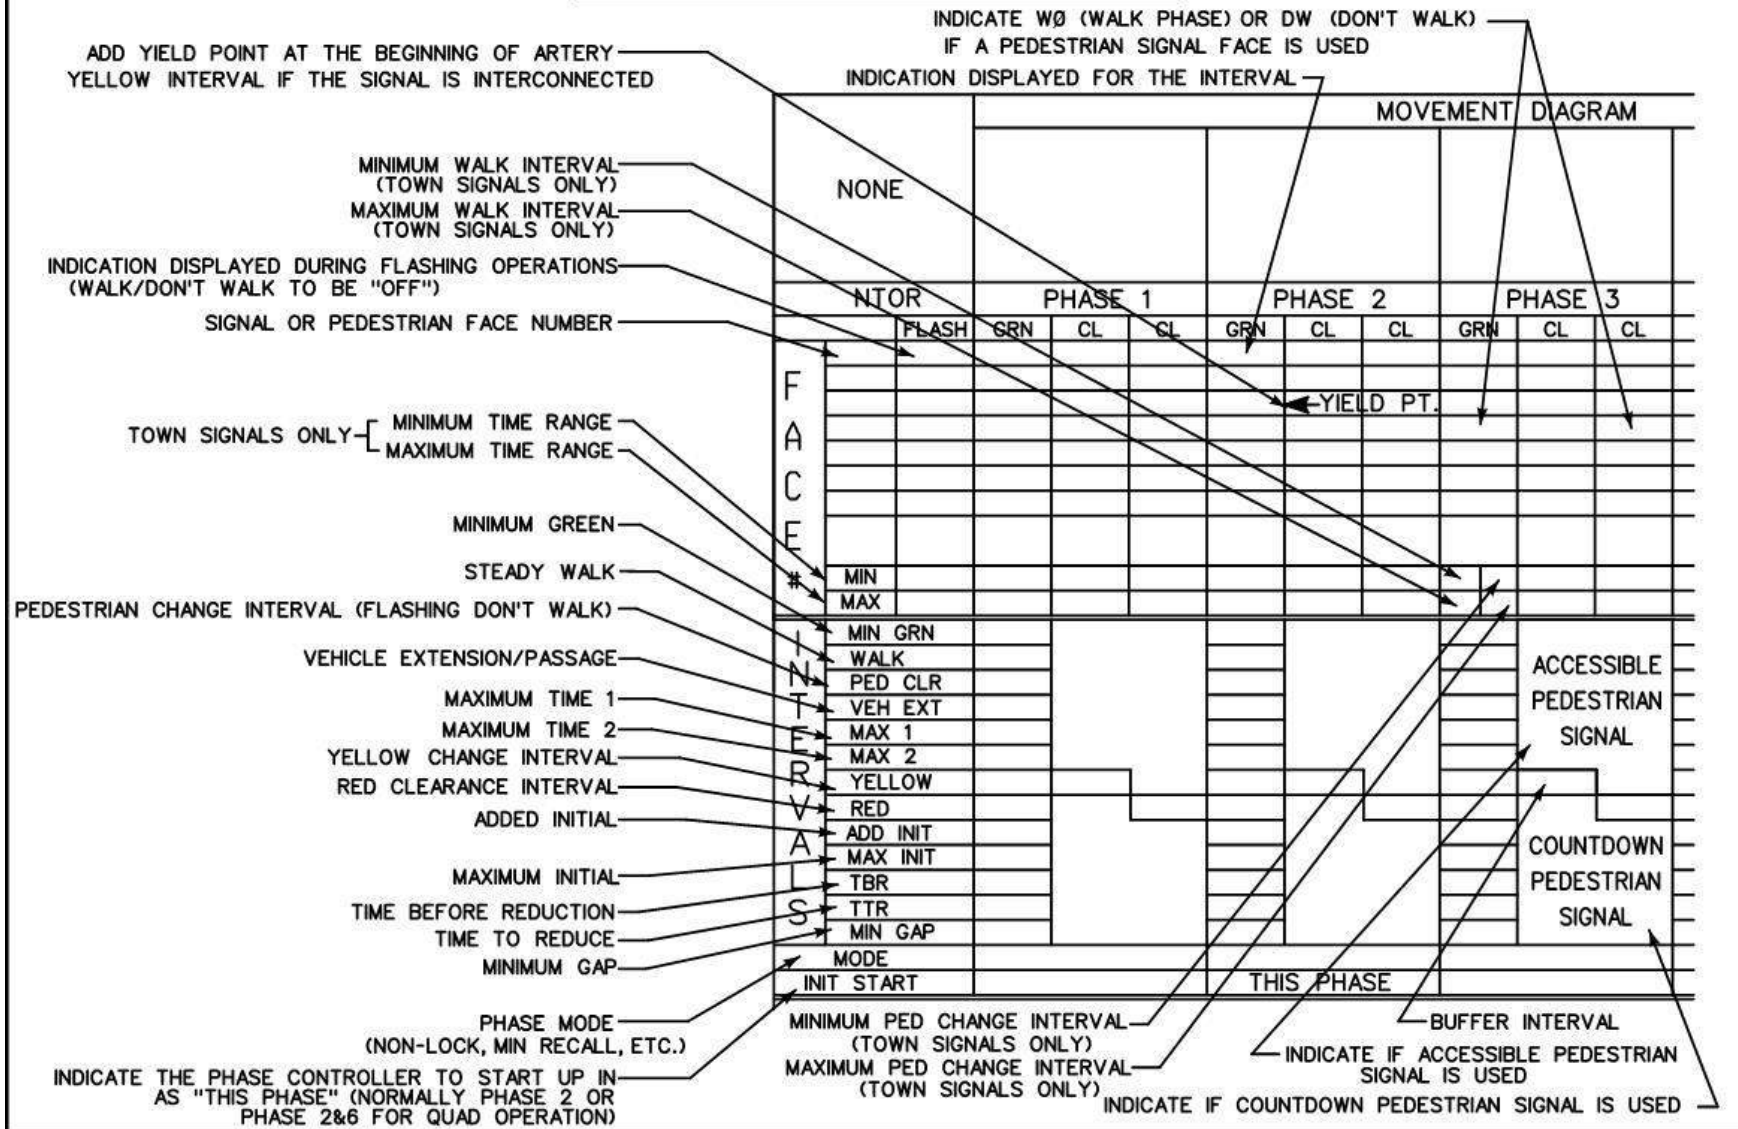 INDICATE WØ (WALK PHASE) OR DW (DON'T WALK)
IF A PEDESTRIAN SIGNAL FACE IS USED
ADD YIELD POINT AT THE BEGINNING OF ARTERY
YELLOW INTERVAL IF THE SIGNAL IS INTERCONNECTED
INDICATION DISPLAYED FOR THE INTERVAL
MOVEMENT DIAGRAM
MINIMUM WALK INTERVAL
(TOWN SIGNALS ONLY)
NONE
MAXIMUM WALK INTERVAL
(TOWN SIGNALS ONLY)
INDICATION DISPLAYED DURING FLASHING OPERATIONS
(WALK/DON'T WALK TO BE "OFF")
NTOR PHASE 1 PHASE 2 PHASE 3
SIGNAL OR PEDESTRIAN FACE NUMBER
FLASH GRN CL CL GRN CL CL GRN CL CL
FACE #
YIELD PT.
TOWN SIGNALS ONLY
MINIMUM TIME RANGE
MAXIMUM TIME RANGE
MINIMUM GREEN
STEADY WALK
PEDESTRIAN CHANGE INTERVAL (FLASHING DON'T WALK)
VEHICLE EXTENSION/PASSAGE
MAXIMUM TIME 1
MAXIMUM TIME 2
YELLOW CHANGE INTERVAL
RED CLEARANCE INTERVAL
ADDED INITIAL
MAXIMUM INITIAL
TIME BEFORE REDUCTION
TIME TO REDUCE
MINIMUM GAP
MIN
MAX
INTERVALS
MIN GRN
WALK
PED CLR
VEH EXT
MAX 1
MAX 2
YELLOW
RED
ADD INIT
MAX INIT
TBR
TTR
MIN GAP
MODE
INIT START
THIS PHASE
ACCESSIBLE
PEDESTRIAN
SIGNAL
COUNTDOWN
PEDESTRIAN
SIGNAL
PHASE MODE
(NON-LOCK, MIN RECALL, ETC.)
INDICATE THE PHASE CONTROLLER TO START UP IN
AS "THIS PHASE" (NORMALLY PHASE 2 OR
PHASE 2&6 FOR QUAD OPERATION)
MINIMUM PED CHANGE INTERVAL
(TOWN SIGNALS ONLY)
MAXIMUM PED CHANGE INTERVAL
(TOWN SIGNALS ONLY)
BUFFER INTERVAL
INDICATE IF ACCESSIBLE PEDESTRIAN
SIGNAL IS USED
INDICATE IF COUNTDOWN PEDESTRIAN SIGNAL IS USED